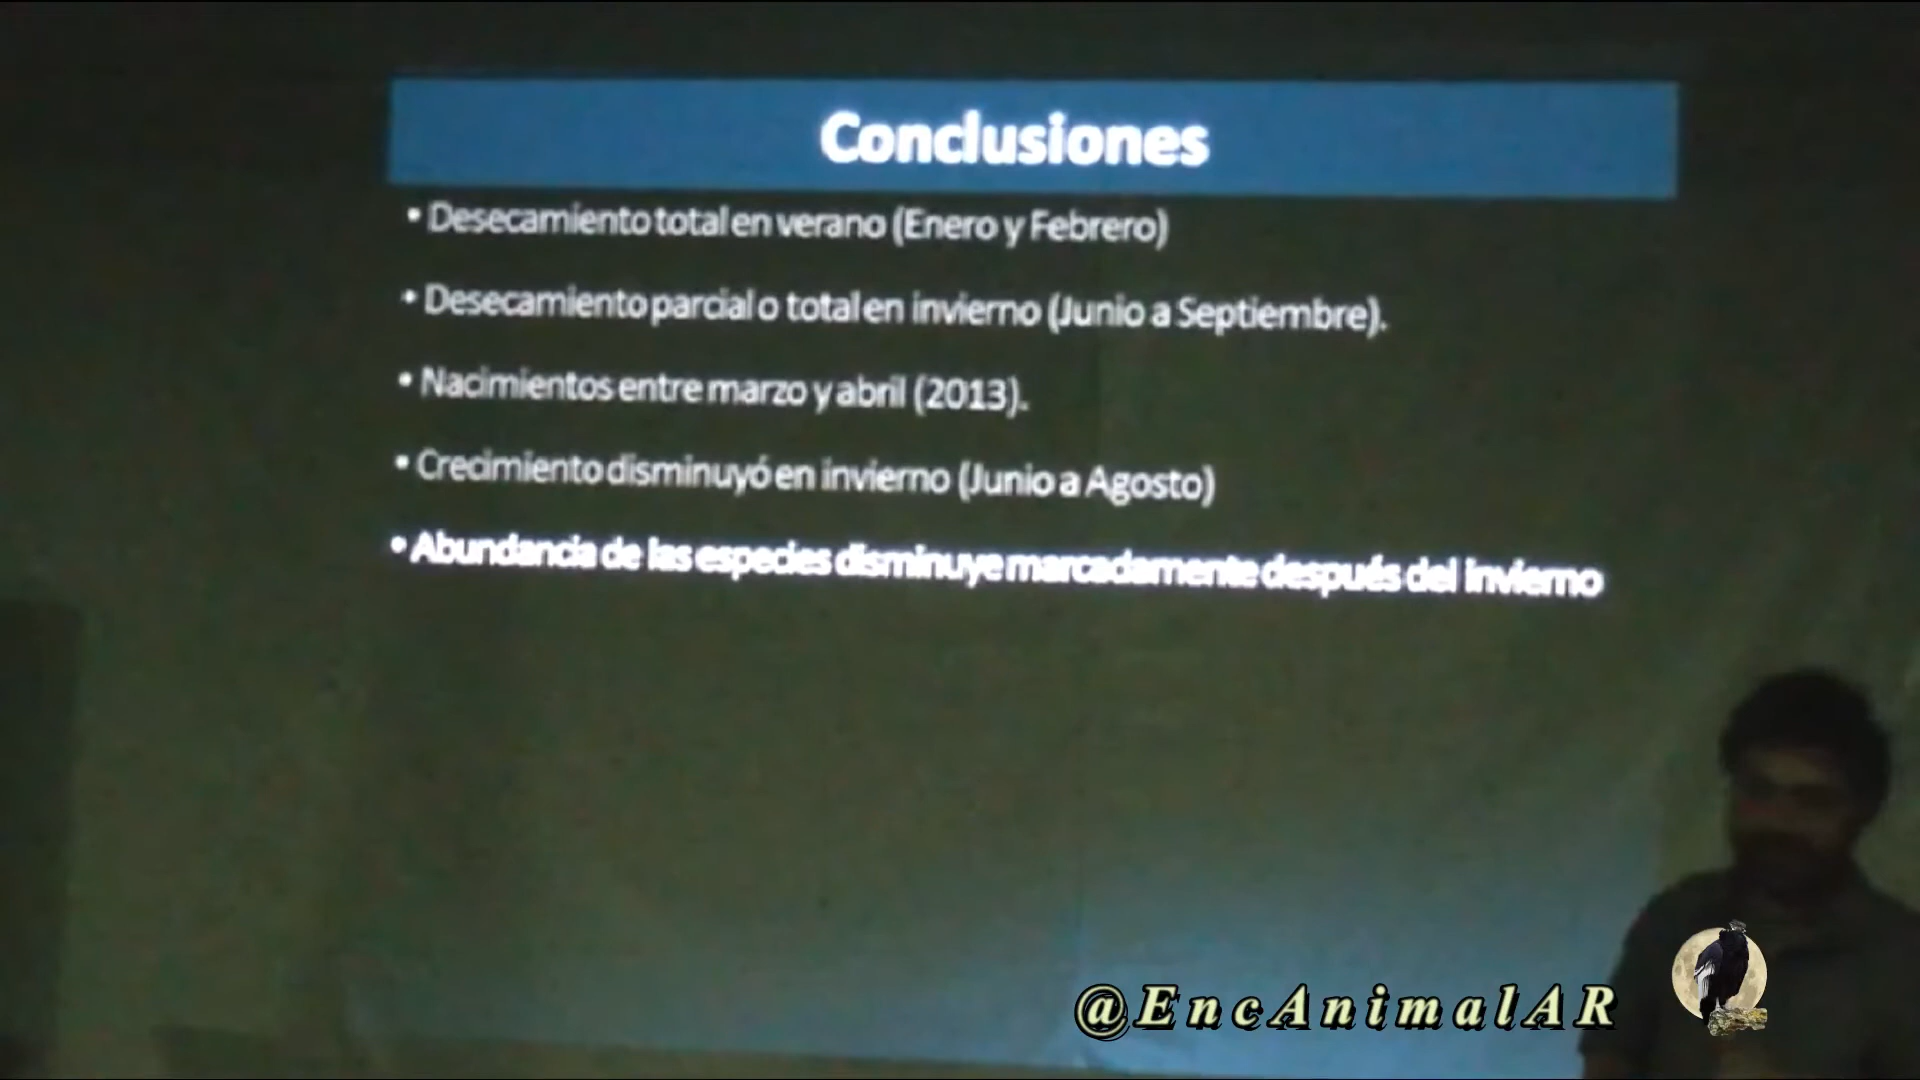 Conclusiones
• Desecamiento total en verano (Enero y Febrero)
• Desecamiento parcial o total en invierno (Junio a Septiembre).
• Nacimientos entre marzo y abril (2013).
• Crecimiento disminuyó en invierno (Junio a Agosto)
• Abundancia de las especies disminuye marcadamente después del invierno
@EncAnimalAR